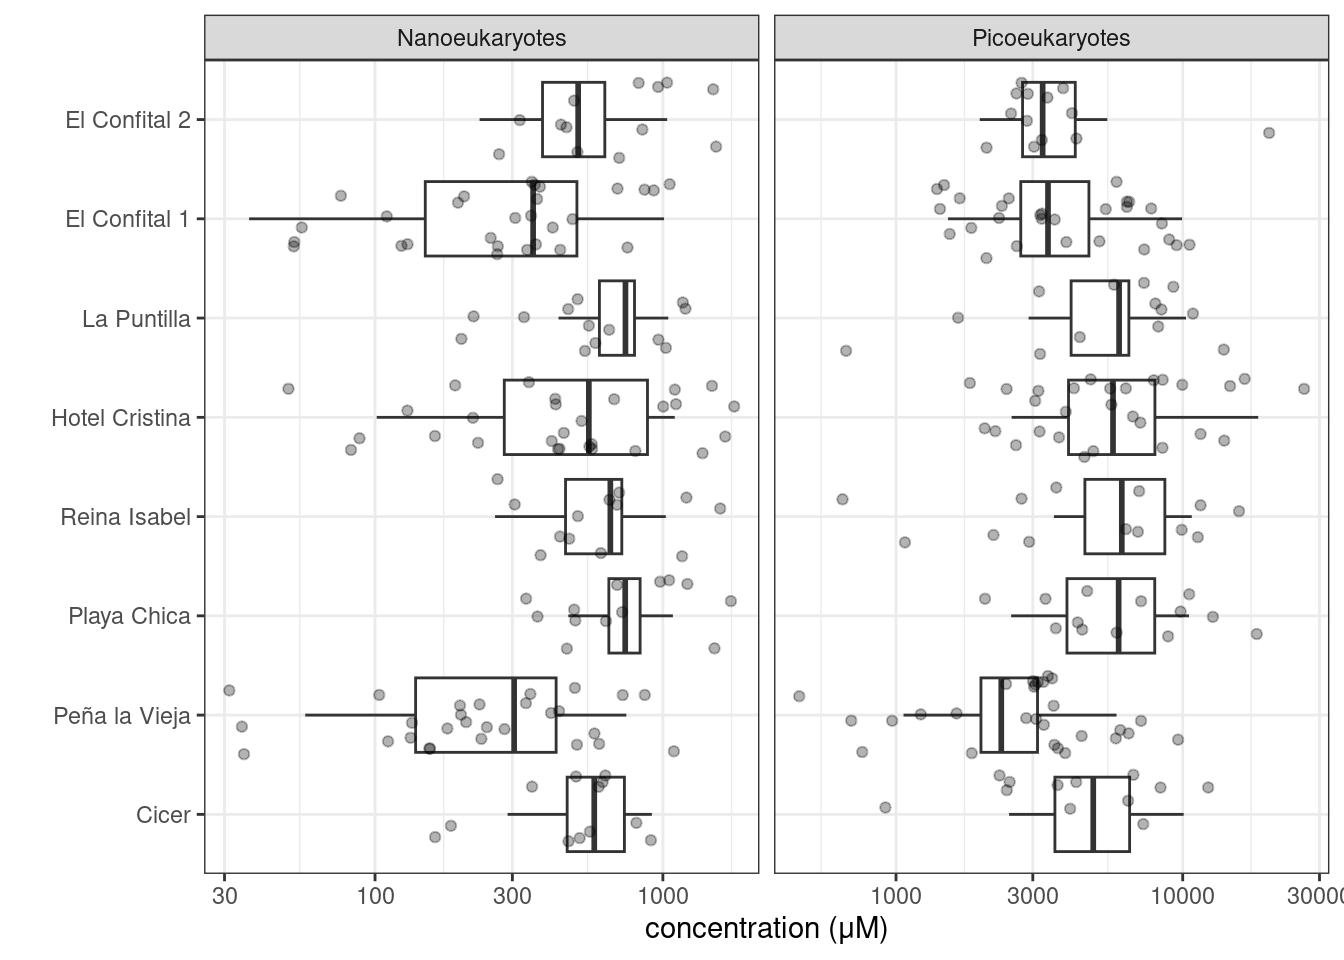 Nanoeukaryotes Picoeukaryotes
El Confital 2
El Confital 1
La Puntilla
Hotel Cristina
Reina Isabel
Playa Chica
Peña la Vieja
Cicer
30 100 300 1000 1000 3000 10000 30000
concentration (µM)